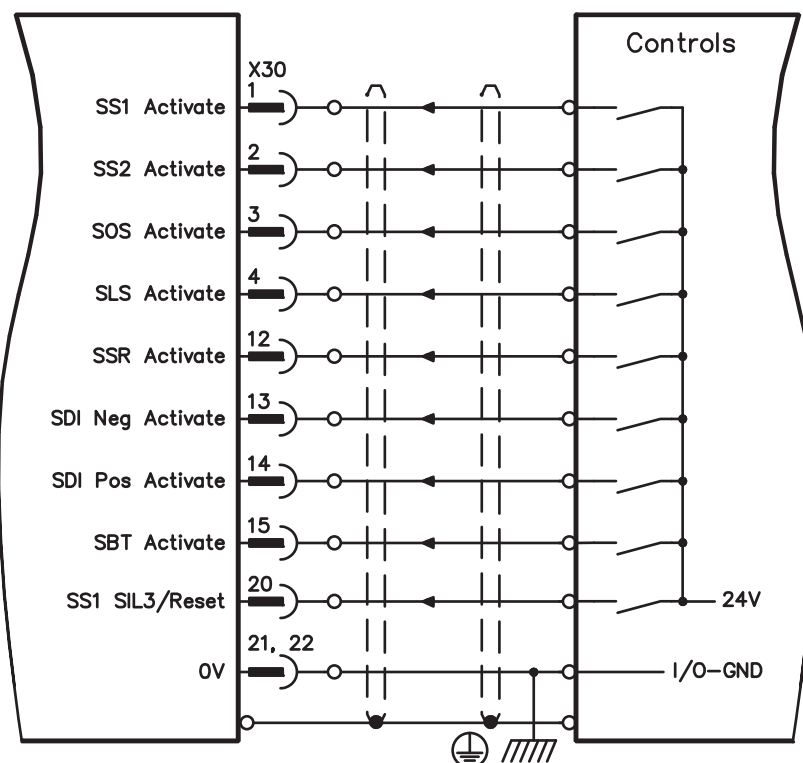 Controls
X30
SS1 Activate 1
SS2 Activate 2
SOS Activate 3
SLS Activate 4
SSR Activate 12
SDI Neg Activate 13
SDI Pos Activate 14
SBT Activate 15
SS1 SIL3/Reset 20 24V
0V 21, 22 I/O-GND